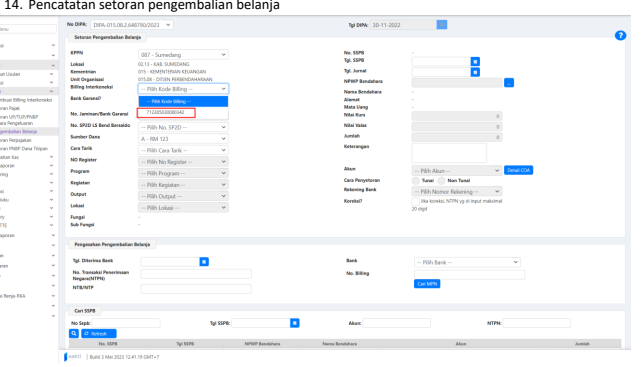 14. Pencatatan setoran pengembalian belanja
No DIPA: DIPA-015.08.2.646790/2023
Tgl DIPA: 30-11-2022
Setoran Pengembalian Belanja
KPPN 087 - Sumedang
No. SSPB -
Lokasi 02.13 - KAB. SUMEDANG
Tgl. SSPB
Kementrian 015 - KEMENTERIAN KEUANGAN
Tgl. Jurnal
Unit Organisasi 015.08 - DITJEN PERBENDAHARAAN
NPWP Bendahara
Billing Interkoneksi -- Pilih Kode Billing --
Nama Bendahara -
Bank Garansi? -- Pilih Kode Billing --
Alamat -
Mata Uang -
No. Jaminan/Bank Garansi
Nilai Kurs 0
No. SP2D LS Bend Bersaldo -- Pilih No. SP2D --
Nilai Valas 0
Sumber Dana A - RM 123
Jumlah 0
Cara Tarik -- Pilih Cara Tarik --
Keterangan
NO Register -- Pilih No Register --
Program -- Pilih Program --
Akun -- Pilih Akun -- Detail COA
Kegiatan -- Pilih Kegiatan --
Cara Penyetoran Tunai Non Tunai
Output -- Pilih Output --
Rekening Bank -- Pilih Nomor Rekening --
Lokasi -- Pilih Lokasi --
Koreksi? Jika koreksi, NTPN yg di input maksimal
20 digit
Fungsi -
Sub Fungsi -
Pengesahan Pengembalian Belanja
Tgl. Diterima Bank
Bank -- Pilih Bank --
No. Transaksi Penerimaan
Negara(NTPN)
No. Billing
NTB/NTP
Cari MPN
Cari SSPB
No Sspb: Tgl SSPB: Akun: NTPN:
Refresh
No. SSPB Tgl SSPB NPWP Bendahara Nama Bendahara Akun Jumlah
Build 3 Mei 2023 12.41.19 GMT+7